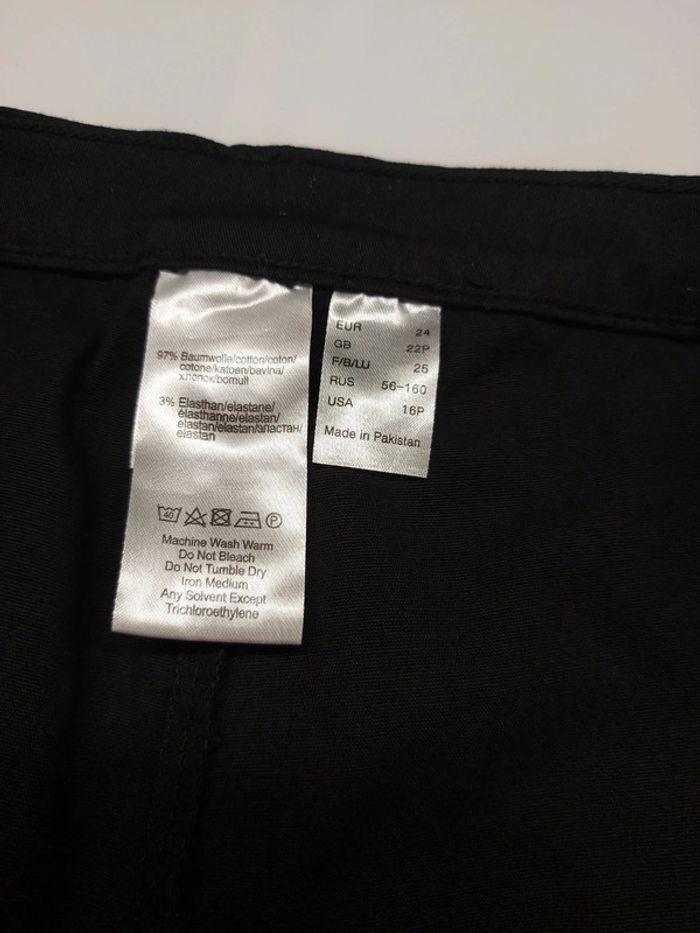 97% Baumwolle/cotton/coton/
cotone/katoen/bavlna/
хлопок/bomull
3% Elasthan/elastane/
élasthanne/elastan/
elastan/elastan/эластан/
elastan
40
P
Machine Wash Warm
Do Not Bleach
Do Not Tumble Dry
Iron Medium
Any Solvent Except
Trichloroethylene
EUR 24
GB 22P
F/B/Ш 25
RUS 56-160
USA 16P
Made in Pakistan